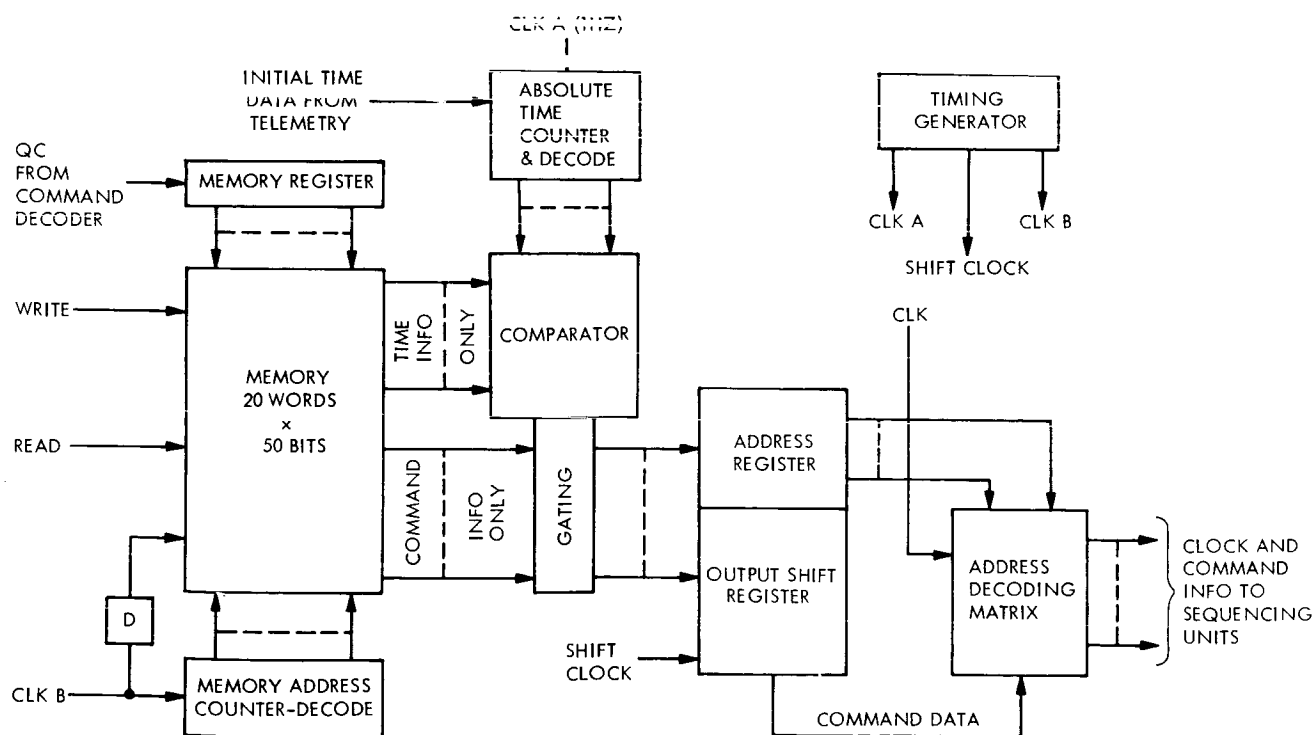 CLK A (1HZ)
INITIAL TIME
DATA FROM
TELEMETRY
ABSOLUTE
TIME
COUNTER
& DECODE
TIMING
GENERATOR
QC
FROM
COMMAND
DECODER
MEMORY REGISTER
CLK A
CLK B
SHIFT CLOCK
WRITE
TIME
INFO
ONLY
COMPARATOR
CLK
MEMORY
20 WORDS
×
50 BITS
READ
COMMAND
INFO
ONLY
GATING
ADDRESS
REGISTER
OUTPUT SHIFT
REGISTER
ADDRESS
DECODING
MATRIX
CLOCK AND
COMMAND
INFO TO
SEQUENCING
UNITS
D
SHIFT
CLOCK
CLK B
MEMORY ADDRESS
COUNTER-DECODE
COMMAND DATA